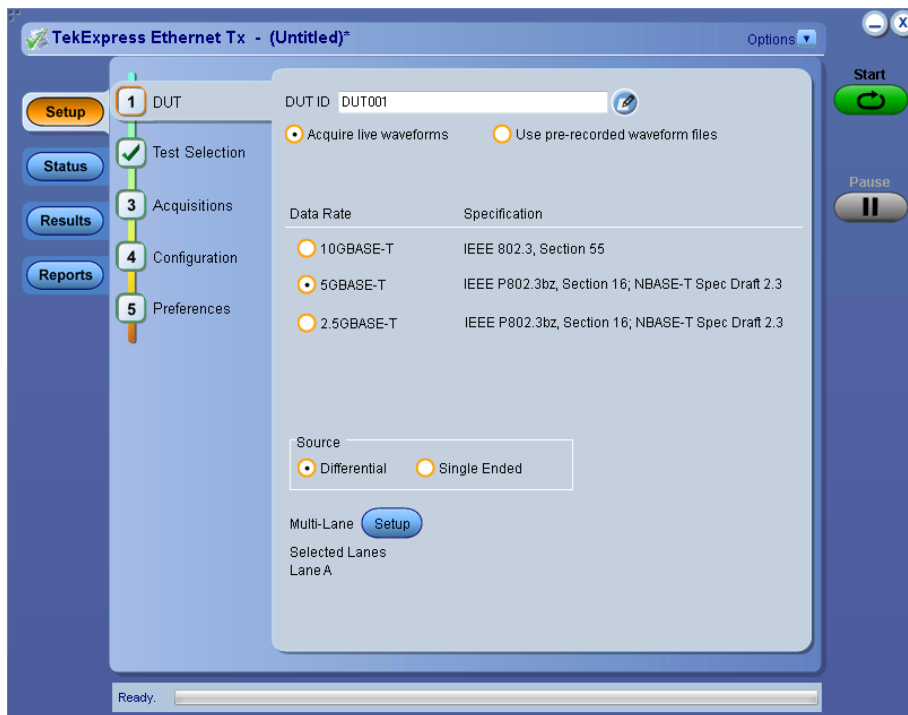 TekExpress Ethernet Tx - (Untitled)*
Options
X
Start
Pause
Setup
Status
Results
Reports
1 DUT
Test Selection
3 Acquisitions
4 Configuration
5 Preferences
DUT ID DUT001
Acquire live waveforms Use pre-recorded waveform files
Data Rate Specification
10GBASE-T IEEE 802.3, Section 55
5GBASE-T IEEE P802.3bz, Section 16; NBASE-T Spec Draft 2.3
2.5GBASE-T IEEE P802.3bz, Section 16; NBASE-T Spec Draft 2.3
Source
Differential Single Ended
Multi-Lane Setup
Selected Lanes
Lane A
Ready.